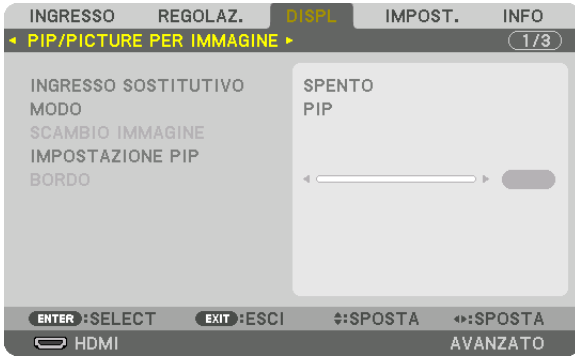 INGRESSO REGOLAZ. DISPL IMPOST. INFO
PIP/PICTURE PER IMMAGINE 1/3
INGRESSO SOSTITUTIVO SPENTO
MODO PIP
SCAMBIO IMMAGINE
IMPOSTAZIONE PIP
BORDO
ENTER:SELECT EXIT:ESCI :SPOSTA :SPOSTA
HDMI AVANZATO